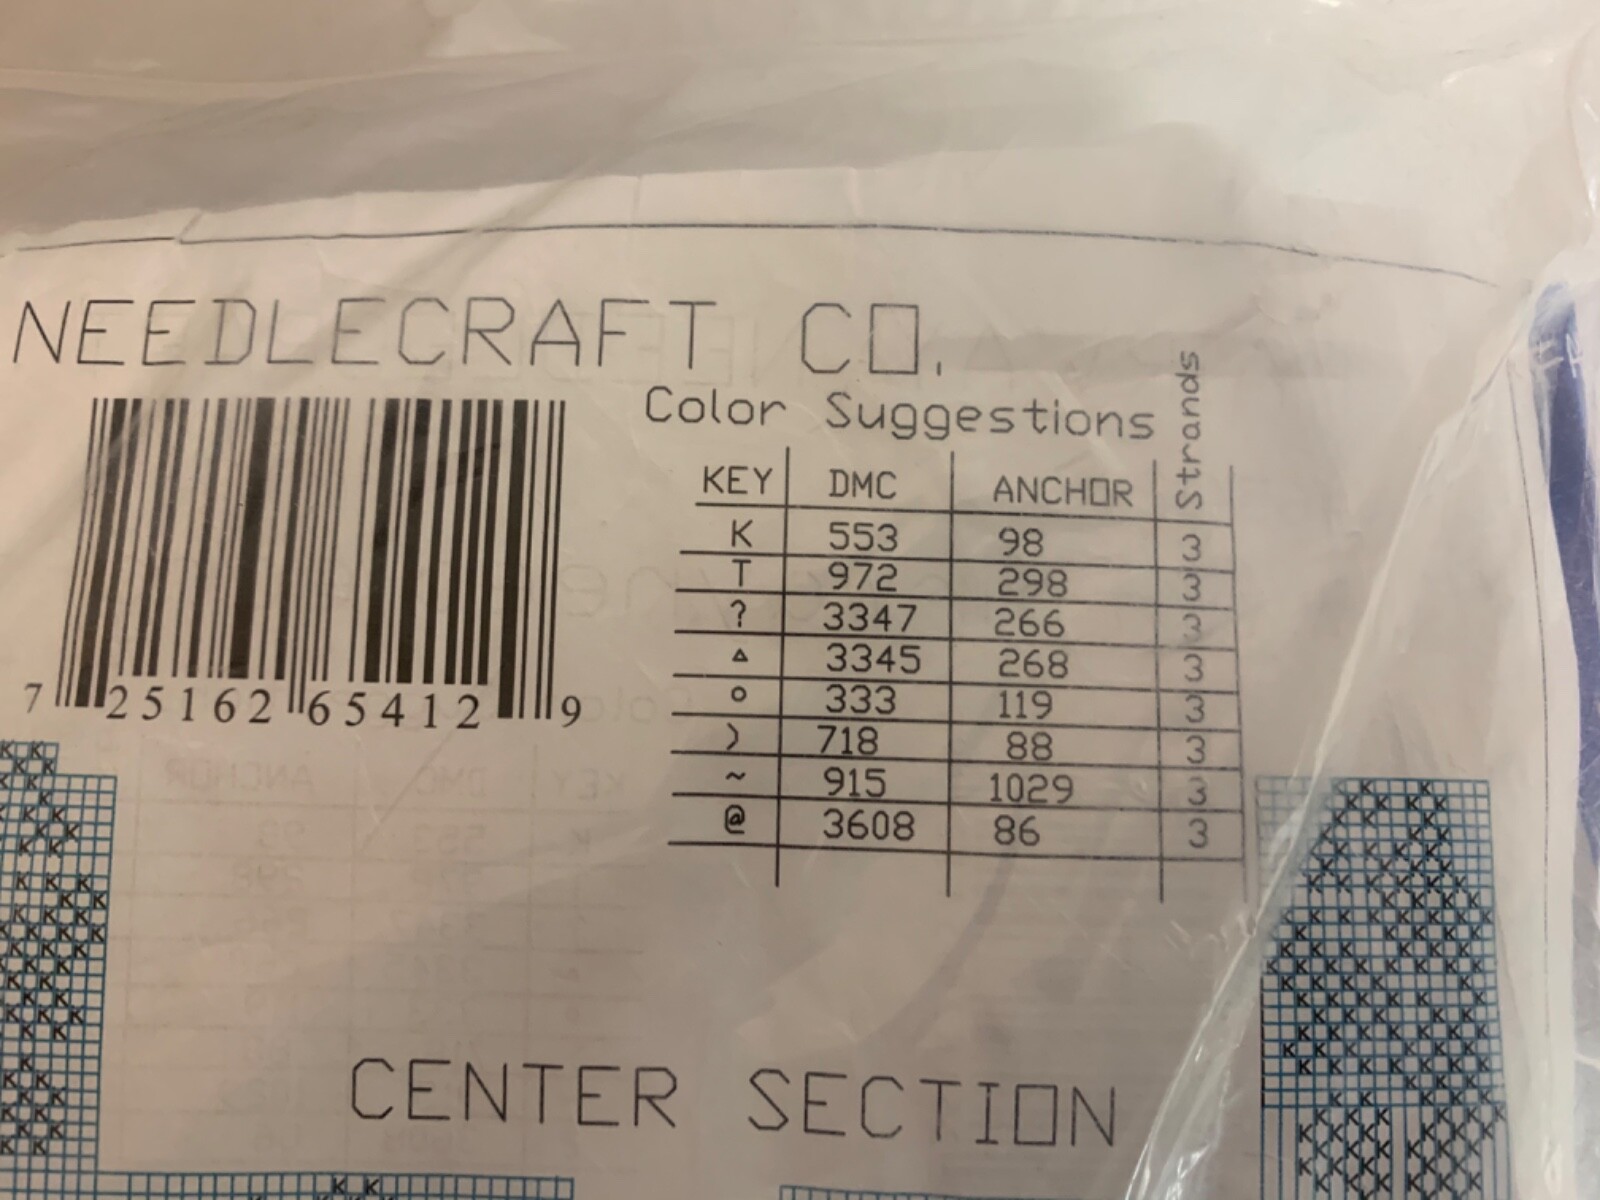 NEEDLECRAFT CO.
Color Suggestions
KEY DMC ANCHOR Strands
K 553 98 3
T 972 298 3
? 3347 266 3
△ 3345 268 3
○ 333 119 3
) 718 88 3
~ 915 1029 3
@ 3608 86 3
7 25162 65412 9
CENTER SECTION